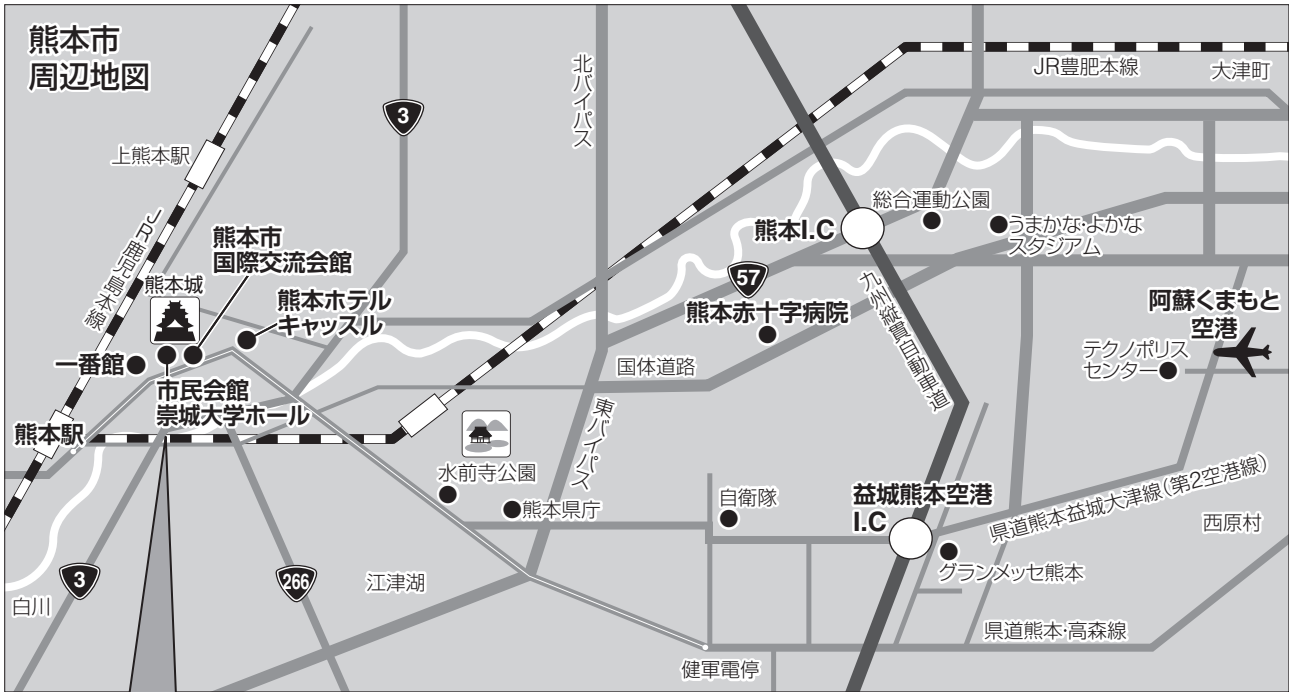 熊本市
周辺地図
3
北バイパス
JR豊肥本線
大津町
上熊本駅
JR鹿児島本線
熊本市
国際交流会館
熊本城
熊本ホテル
キャッスル
一番館
市民会館
崇城大学ホール
熊本駅
熊本I.C
総合運動公園
うまかな・よかな
スタジアム
57
熊本赤十字病院
九州縦貫自動車道
阿蘇くまもと
空港
テクノポリス
センター
国体道路
東バイパス
水前寺公園
熊本県庁
自衛隊
益城熊本空港
I.C
県道熊本益城大津線(第2空港線)
西原村
グランメッセ熊本
3
白川
266
江津湖
県道熊本・高森線
健軍電停